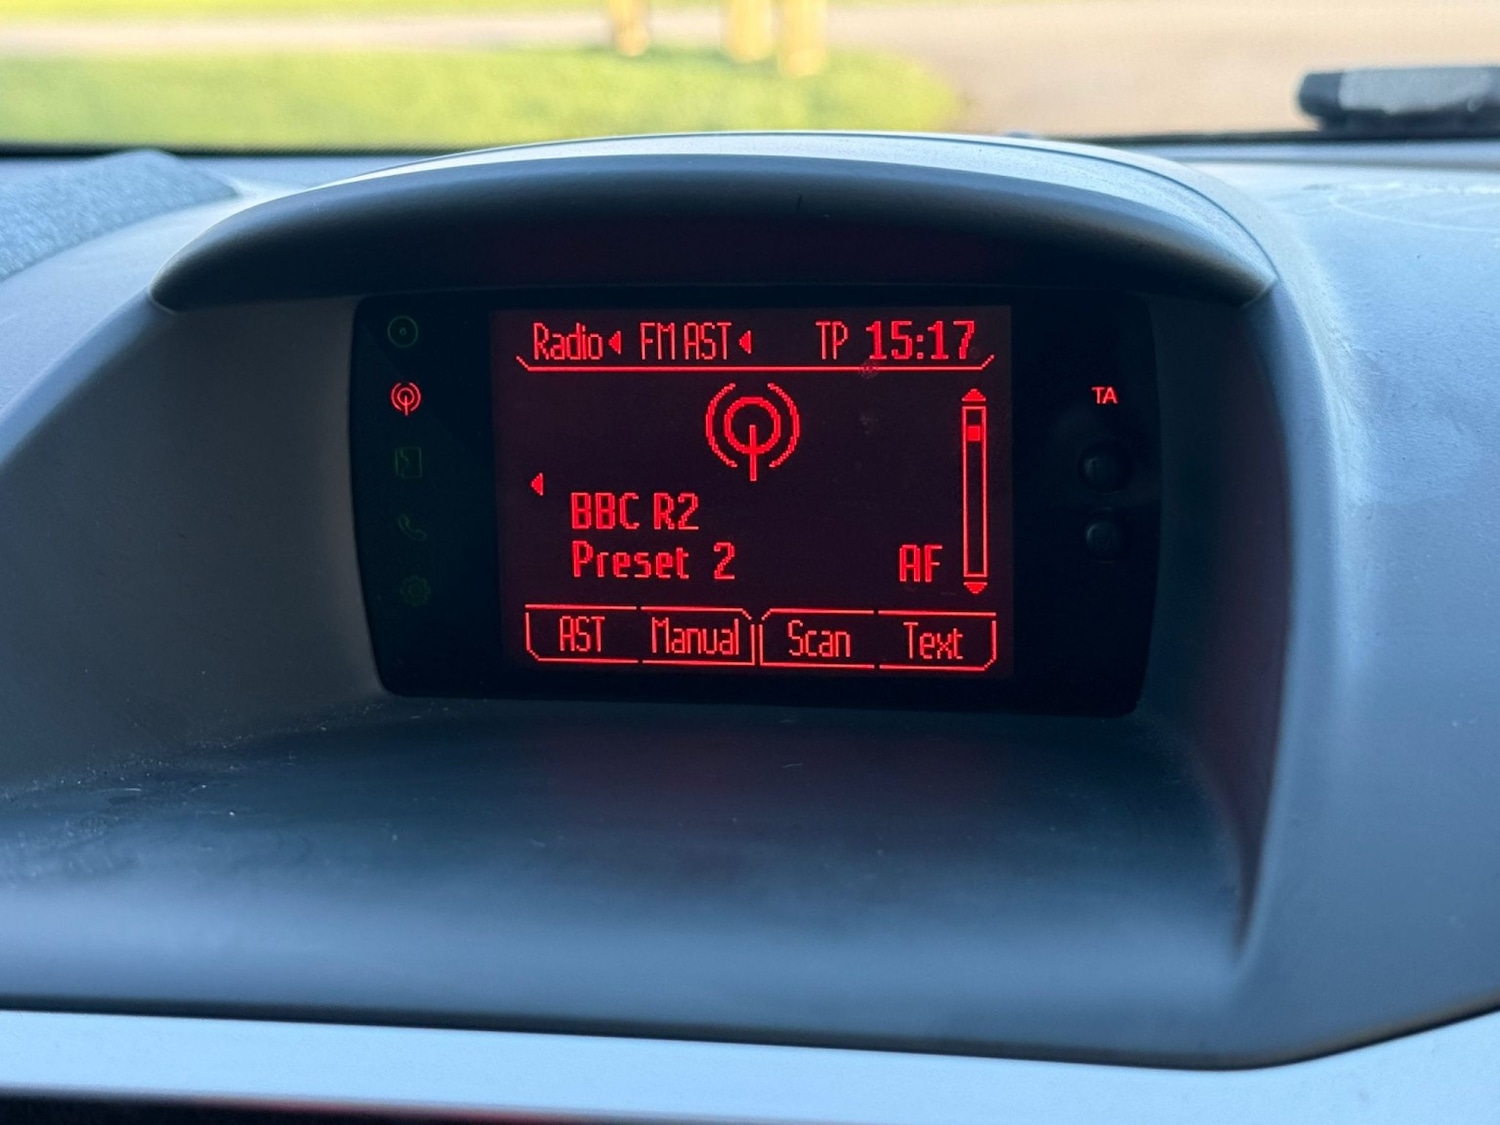 Radio FM AST TP 15:17
TA
BBC R2
Preset 2 AF
AST Manual Scan Text